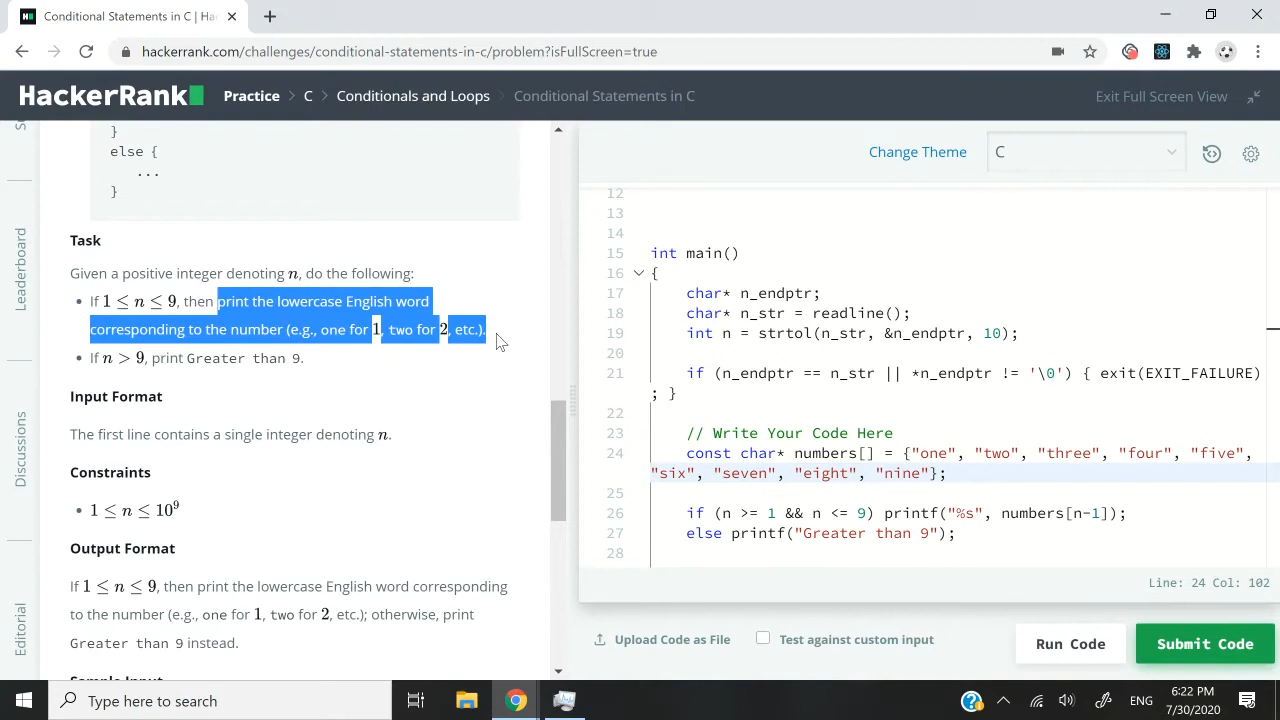 Conditional Statements in C | Ha
hackerrank.com/challenges/conditional-statements-in-c/problem?isFullScreen=true
HackerRank
Practice > C > Conditionals and Loops > Conditional Statements in C
Exit Full Screen View
Leaderboard
Discussions
Editorial
}
else {
...
}
Task
Given a positive integer denoting n, do the following:
• If 1 ≤ n ≤ 9, then print the lowercase English word
corresponding to the number (e.g., one for 1, two for 2, etc.).
• If n > 9, print Greater than 9.
Input Format
The first line contains a single integer denoting n.
Constraints
• 1 ≤ n ≤ 10⁹
Output Format
If 1 ≤ n ≤ 9, then print the lowercase English word corresponding
to the number (e.g., one for 1, two for 2, etc.); otherwise, print
Greater than 9 instead.
Sample Input
Change Theme
C
12
13
14
15 int main()
16 {
17 char* n_endptr;
18 char* n_str = readline();
19 int n = strtol(n_str, &n_endptr, 10);
20
21 if (n_endptr == n_str || *n_endptr != '\0') { exit(EXIT_FAILURE)
; }
22
23 // Write Your Code Here
24 const char* numbers[] = {"one", "two", "three", "four", "five",
"six", "seven", "eight", "nine"};
25
26 if (n >= 1 && n <= 9) printf("%s", numbers[n-1]);
27 else printf("Greater than 9");
28
Line: 24 Col: 102
Upload Code as File
Test against custom input
Run Code
Submit Code
Type here to search
ENG
6:22 PM
7/30/2020